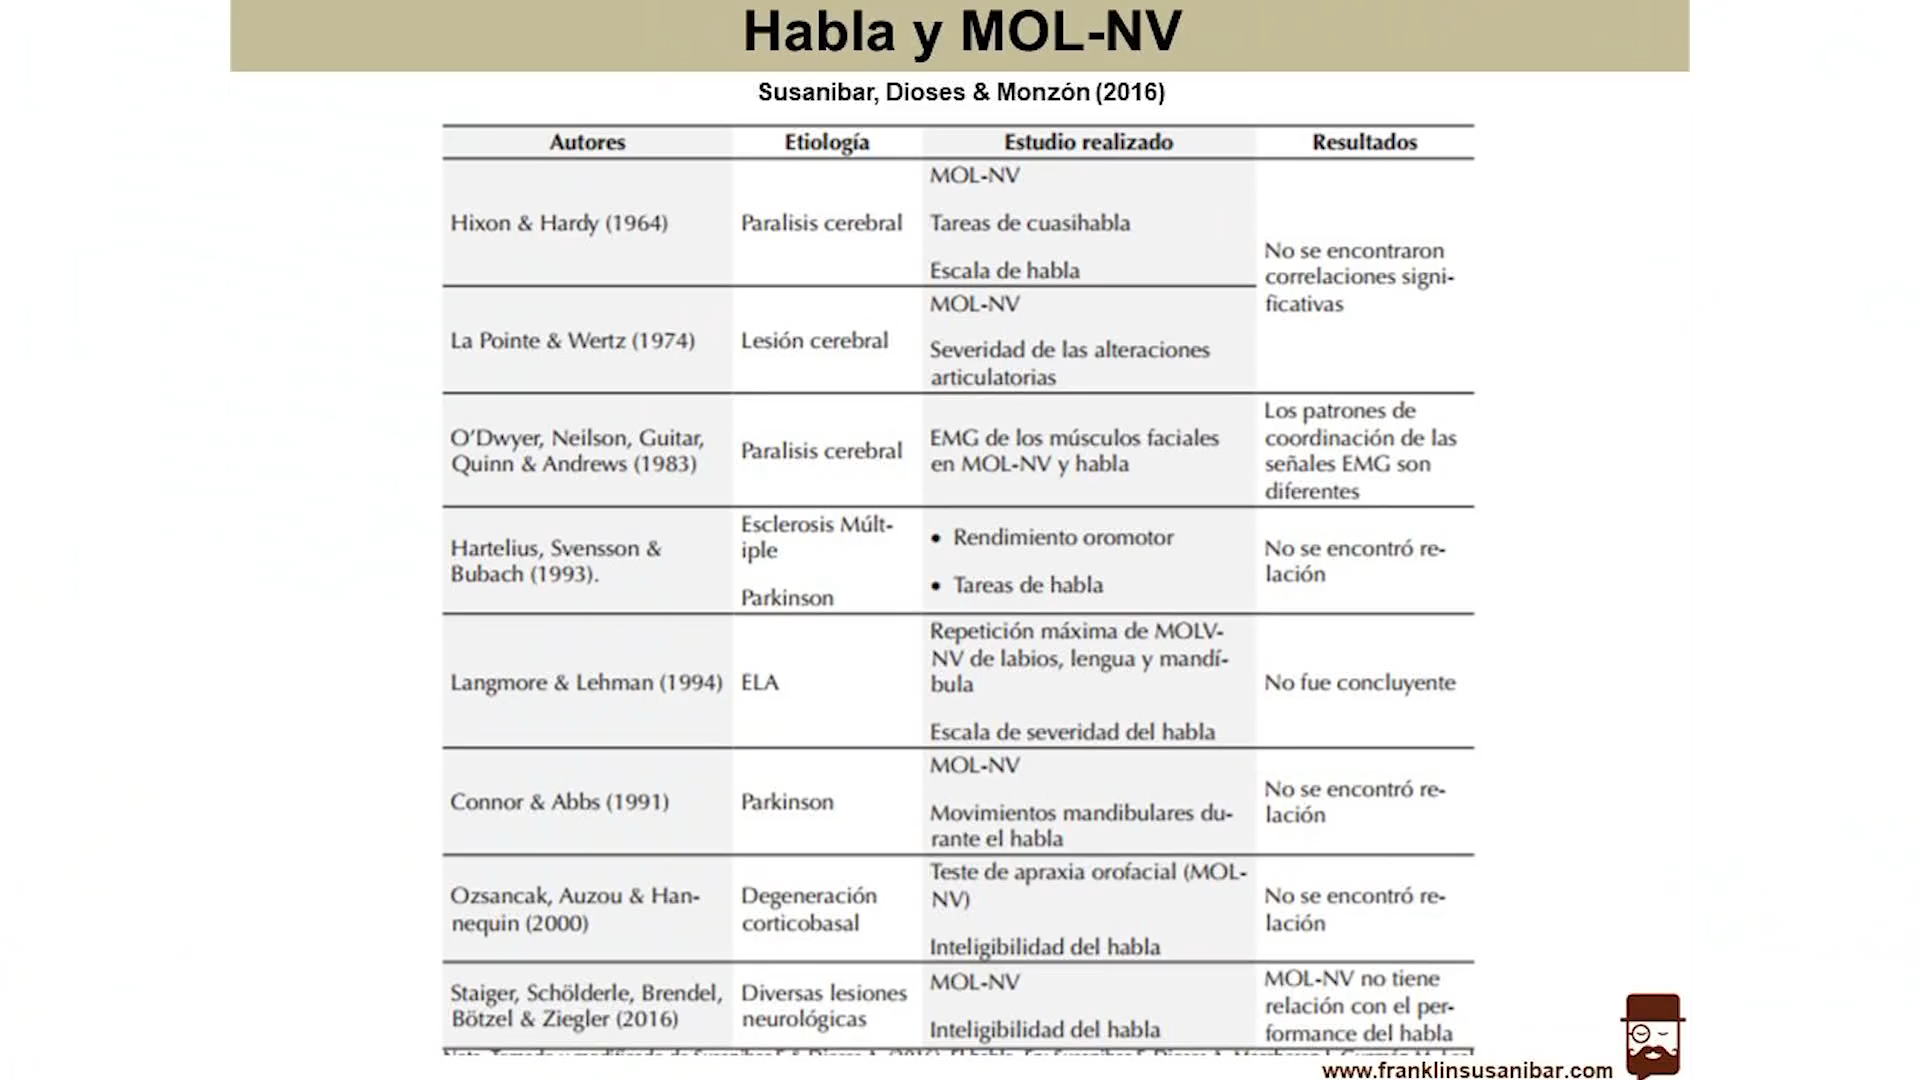 Habla y MOL-NV
Susanibar, Dioses & Monzón (2016)
Autores Etiología Estudio realizado Resultados
Hixon & Hardy (1964)
Paralisis cerebral
MOL-NV
Tareas de cuasihabla
Escala de habla
No se encontraron
correlaciones signi-
ficativas
La Pointe & Wertz (1974)
Lesión cerebral
MOL-NV
Severidad de las alteraciones
articulatorias
O'Dwyer, Neilson, Guitar,
Quinn & Andrews (1983)
Paralisis cerebral
EMG de los músculos faciales
en MOL-NV y habla
Los patrones de
coordinación de las
señales EMG son
diferentes
Hartelius, Svensson &
Bubach (1993).
Esclerosis Múlt-
iple
Parkinson
• Rendimiento oromotor
• Tareas de habla
No se encontró re-
lación
Langmore & Lehman (1994)
ELA
Repetición máxima de MOLV-
NV de labios, lengua y mandí-
bula
Escala de severidad del habla
No fue concluyente
Connor & Abbs (1991)
Parkinson
MOL-NV
Movimientos mandibulares du-
rante el habla
No se encontró re-
lación
Ozsancak, Auzou & Han-
nequin (2000)
Degeneración
corticobasal
Teste de apraxia orofacial (MOL-
NV)
Inteligibilidad del habla
No se encontró re-
lación
Staiger, Schölderle, Brendel,
Bötzel & Ziegler (2016)
Diversas lesiones
neurológicas
MOL-NV
Inteligibilidad del habla
MOL-NV no tiene
relación con el per-
formance del habla
www.franklinsusanibar.com